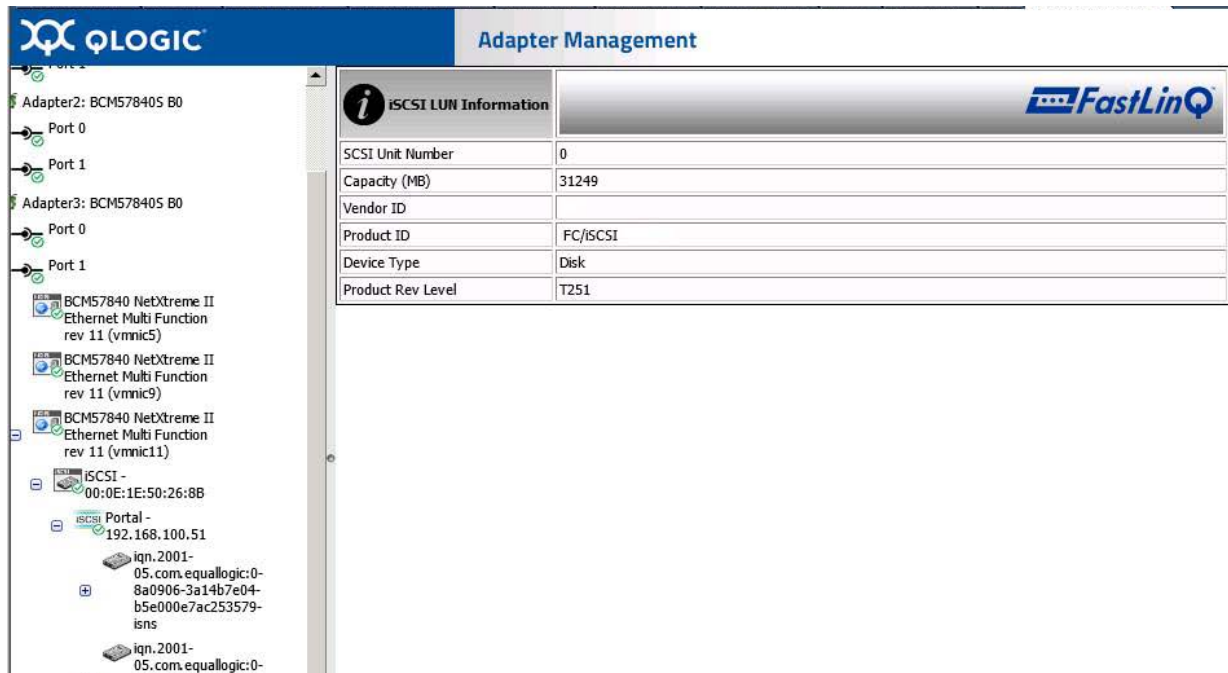 QLOGIC
Adapter Management
Port 1
Adapter2: BCM57840S B0
Port 0
Port 1
Adapter3: BCM57840S B0
Port 0
Port 1
BCM57840 NetXtreme II
Ethernet Multi Function
rev 11 (vmnic5)
BCM57840 NetXtreme II
Ethernet Multi Function
rev 11 (vmnic9)
BCM57840 NetXtreme II
Ethernet Multi Function
rev 11 (vmnic11)
iSCSI -
00:0E:1E:50:26:8B
iSCSI Portal -
192.168.100.51
iqn.2001-
05.com.equallogic:0-
8a0906-3a14b7e04-
b5e000e7ac253579-
isns
iqn.2001-
05.com.equallogic:0-
i iSCSI LUN Information
FastLinQ
SCSI Unit Number 0
Capacity (MB) 31249
Vendor ID
Product ID FC/iSCSI
Device Type Disk
Product Rev Level T251